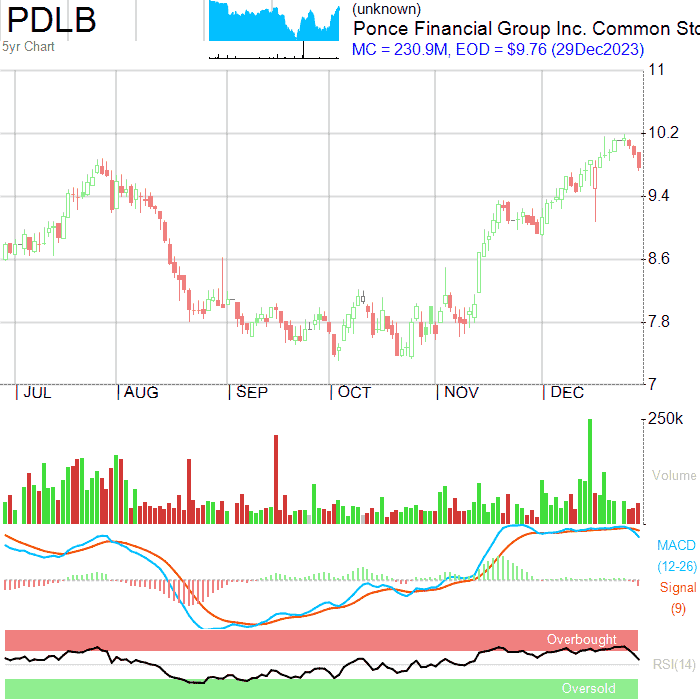 PDLB
5yr Chart
(unknown)
Ponce Financial Group Inc. Common Sto
MC = 230.9M, EOD = $9.76 (29Dec2023)
11
10.2
9.4
8.6
7.8
7
JUL AUG SEP OCT NOV DEC
250k
Volume
MACD
(12-26)
Signal
(9)
Overbought
RSI(14)
Oversold